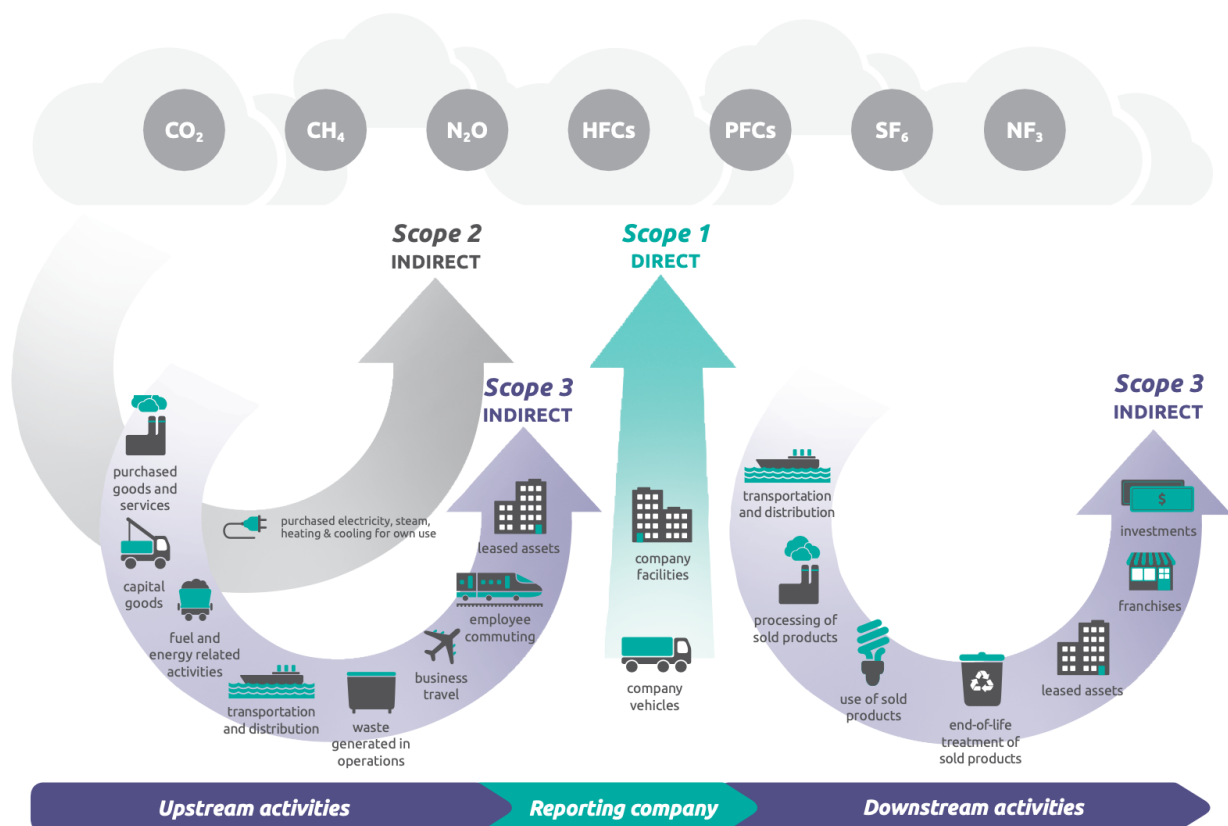 CO₂
CH₄
N₂O
HFCs
PFCs
SF₆
NF₃
Scope 2
INDIRECT
Scope 1
DIRECT
Scope 3
INDIRECT
Scope 3
INDIRECT
purchased
goods and
services
capital
goods
fuel and
energy related
activities
transportation
and distribution
waste
generated in
operations
business
travel
employee
commuting
leased assets
purchased electricity, steam,
heating & cooling for own use
company
facilities
company
vehicles
transportation
and distribution
processing of
sold products
use of sold
products
end-of-life
treatment of
sold products
leased assets
franchises
investments
$
Upstream activities
Reporting company
Downstream activities